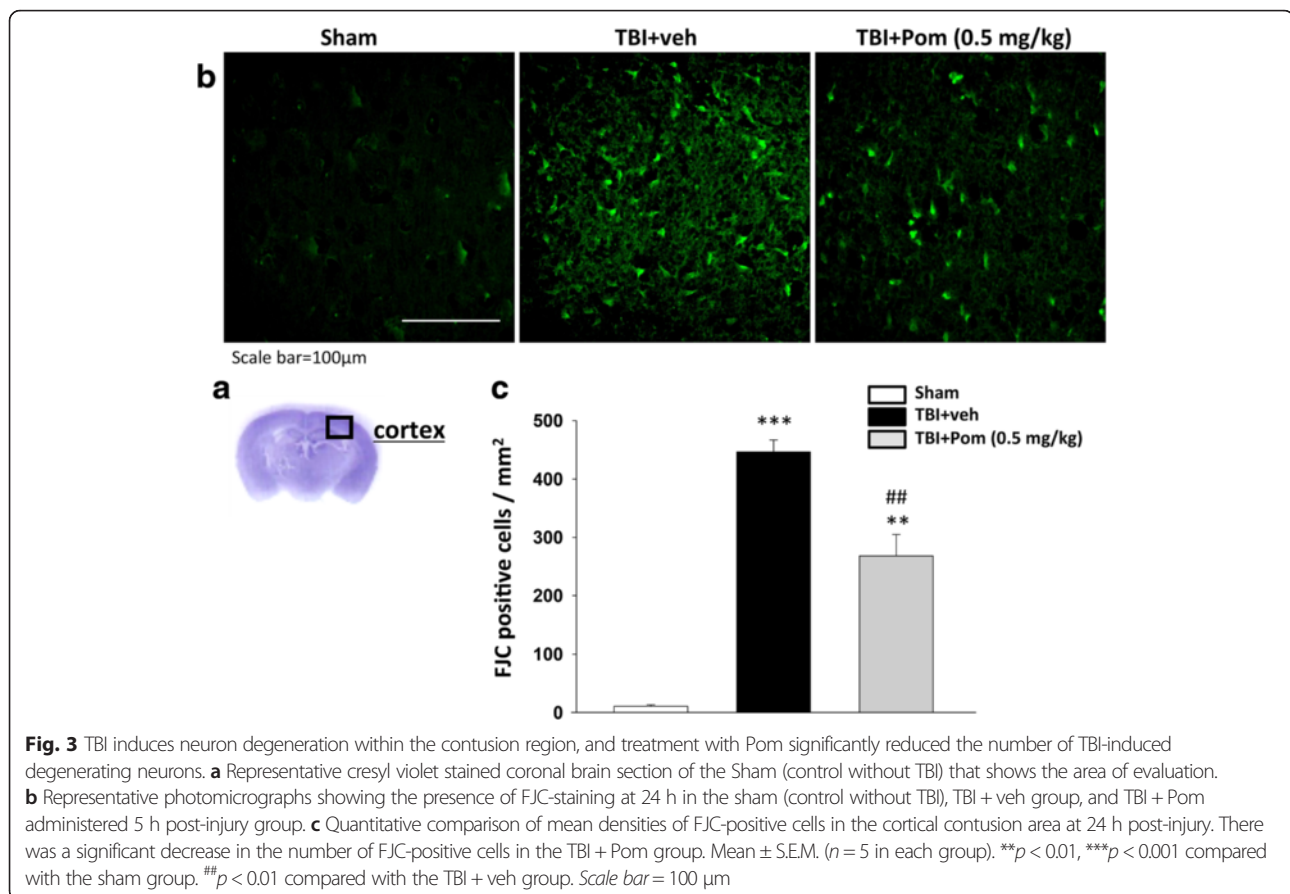 Sham TBI+veh TBI+Pom (0.5 mg/kg)
b
Scale bar=100µm
a
cortex
c
Sham
TBI+veh
TBI+Pom (0.5 mg/kg)
FJC positive cells / mm²
500
400
300
200
100
0
***
##
**
Fig. 3 TBI induces neuron degeneration within the contusion region, and treatment with Pom significantly reduced the number of TBI-induced
degenerating neurons. a Representative cresyl violet stained coronal brain section of the Sham (control without TBI) that shows the area of evaluation.
b Representative photomicrographs showing the presence of FJC-staining at 24 h in the sham (control without TBI), TBI + veh group, and TBI + Pom
administered 5 h post-injury group. c Quantitative comparison of mean densities of FJC-positive cells in the cortical contusion area at 24 h post-injury. There
was a significant decrease in the number of FJC-positive cells in the TBI + Pom group. Mean ± S.E.M. (n = 5 in each group). **p < 0.01, ***p < 0.001 compared
with the sham group. ##p < 0.01 compared with the TBI + veh group. Scale bar = 100 µm